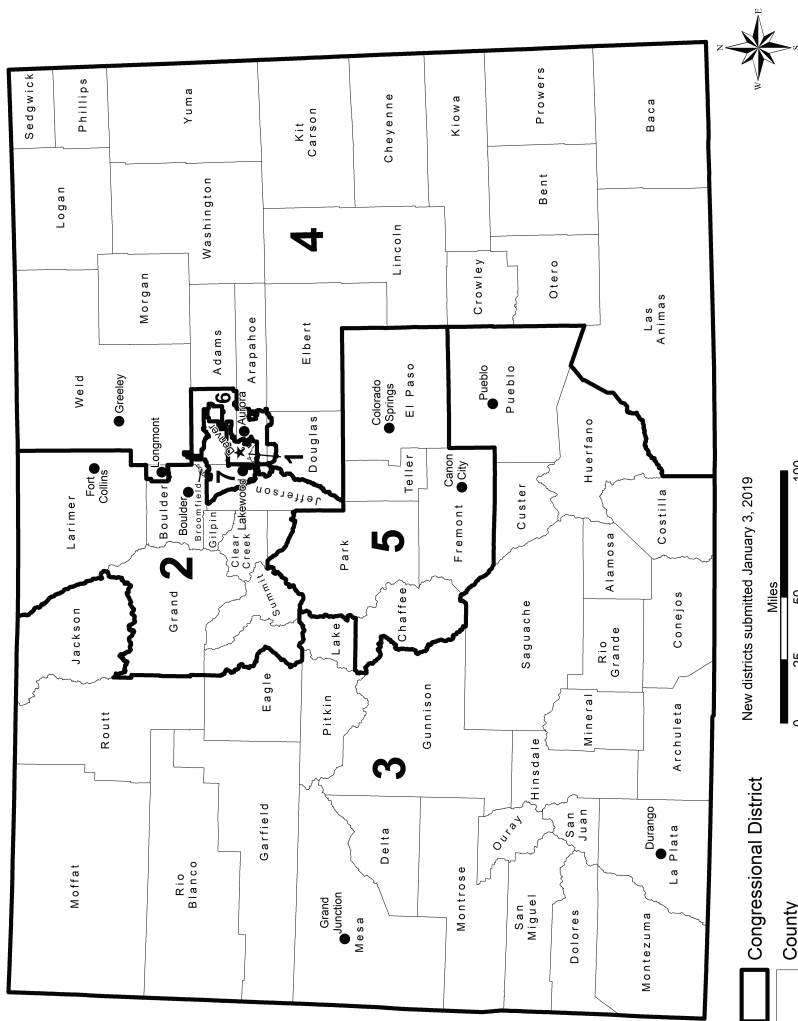 Moffat
Routt
Jackson
Larimer
Fort
Collins
Weld
Greeley
Logan
Sedgwick
Phillips
Rio
Blanco
Grand
2
Boulder
Boulder
Longmont
Broomfield
Morgan
Washington
Yuma
Garfield
Eagle
Summit
Gilpin
Clear
Creek
Jefferson
Lakewood
7
Denver
6
Aurora
1
Adams
Arapahoe
Douglas
Elbert
4
Kit
Carson
Grand
Junction
Mesa
Pitkin
Lake
Park
5
Delta
3
Gunnison
Chaffee
Teller
Colorado
Springs
El Paso
Lincoln
Cheyenne
Montrose
Fremont
Canon
City
Pueblo
Pueblo
Crowley
Kiowa
Ouray
Hinsdale
Saguache
Custer
San
Miguel
San
Juan
Dolores
Mineral
Rio
Grande
Alamosa
Huerfano
Otero
Bent
Prowers
Montezuma
Durango
La Plata
Archuleta
Conejos
Costilla
Las
Animas
Baca
Congressional District
County
New districts submitted January 3, 2019
Miles
0 25 50 100
N
E
S
W